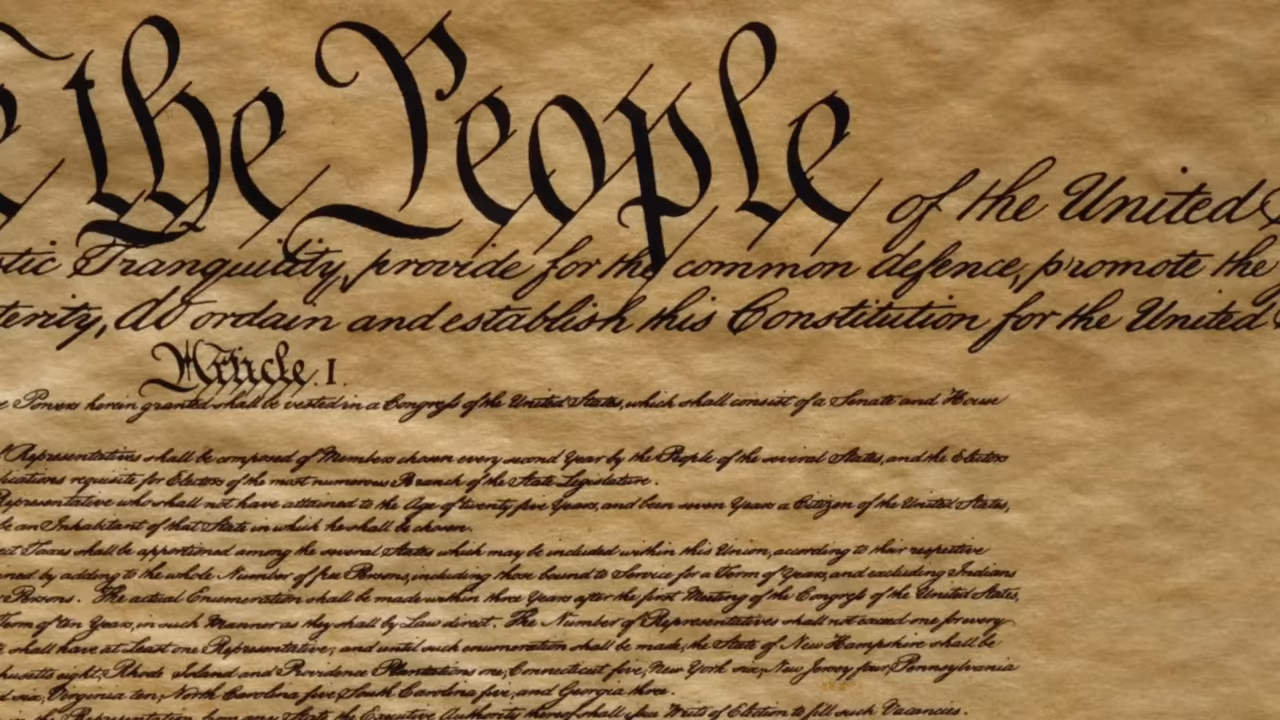 e the People of the United S
tic Tranquility, provide for the common defence, promote the
terity, do ordain and establish this Constitution for the United S
Article. I.
e Powers herein granted shall be vested in a Congress of the United States, which shall consist of a Senate and House
Representatives shall be composed of Members chosen every second Year by the People of the several States, and the Electors
lications requisite for Electors of the most numerous Branch of the State Legislature.
Representative who shall not have attained to the Age of twenty five Years, and been seven Years a Citizen of the United States,
be an Inhabitant of that State in which he shall be chosen.
ect Taxes shall be apportioned among the several States which may be included within this Union, according to their respective
ned by adding to the whole Number of free Persons, including those bound to Service for a Term of Years, and excluding Indians
r Persons. The actual Enumeration shall be made within three Years after the first Meeting of the Congress of the United States,
Term of ten Years, in such Manner as they shall by Law direct. The Number of Representatives shall not exceed one for every
shall have at Least one Representative; and until such enumeration shall be made, the State of New Hampshire shall be
husetts eight, Rhode Island and Providence Plantations one, Connecticut five, New York six, New Jersey four, Pennsylvania
d six, Virginia ten, North Carolina five, South Carolina five, and Georgia three.
in the Representation from any State, the Executive Authority thereof shall issue Writs of Election to fill such Vacancies.